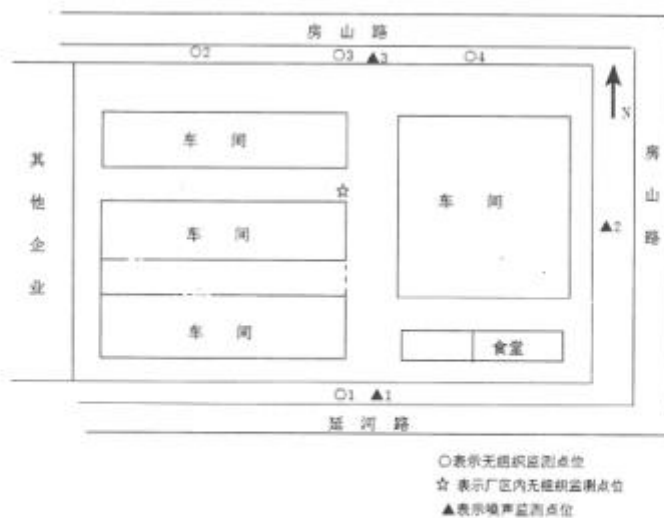 房山路
○2 ○3 ▲3 ○4
N
车间
车间
车间
车间
食堂
其他企业
▲2
房山路
○1 ▲1
延河路
○表示无组织监测点位
☆ 表示厂区内无组织监测点位
▲表示噪声监测点位